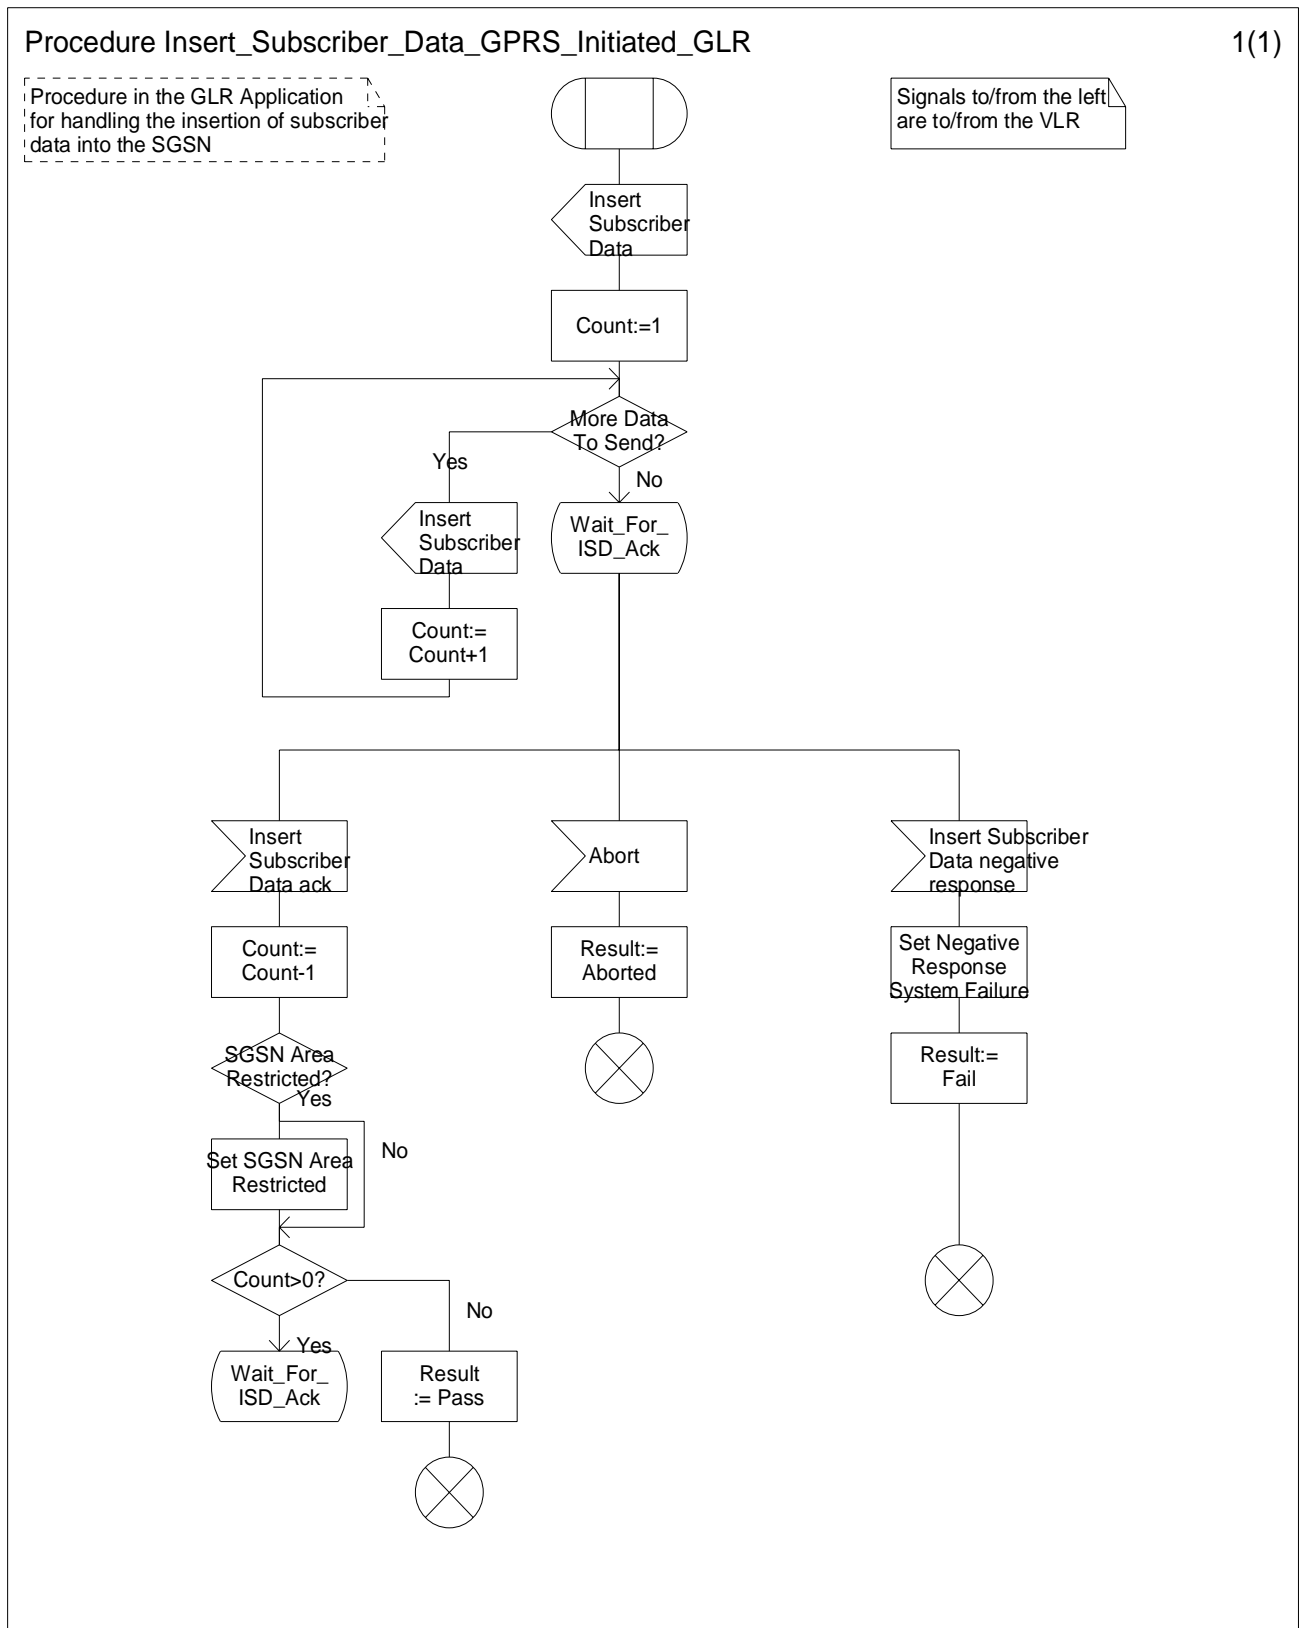 Procedure Insert_Subscriber_Data_GPRS_Initiated_GLR
1(1)
Procedure in the GLR Application
for handling the insertion of subscriber
data into the SGSN
Signals to/from the left
are to/from the VLR
Insert
Subscriber
Data
Count:=1
More Data
To Send?
Yes
No
Insert
Subscriber
Data
Wait_For_
ISD_Ack
Count:=
Count+1
Insert
Subscriber
Data ack
Abort
Insert Subscriber
Data negative
response
Count:=
Count-1
Result:=
Aborted
Set Negative
Response
System Failure
SGSN Area
Restricted?
Yes
No
Result:=
Fail
Set SGSN Area
Restricted
Count>0?
No
Yes
Wait_For_
ISD_Ack
Result
:= Pass